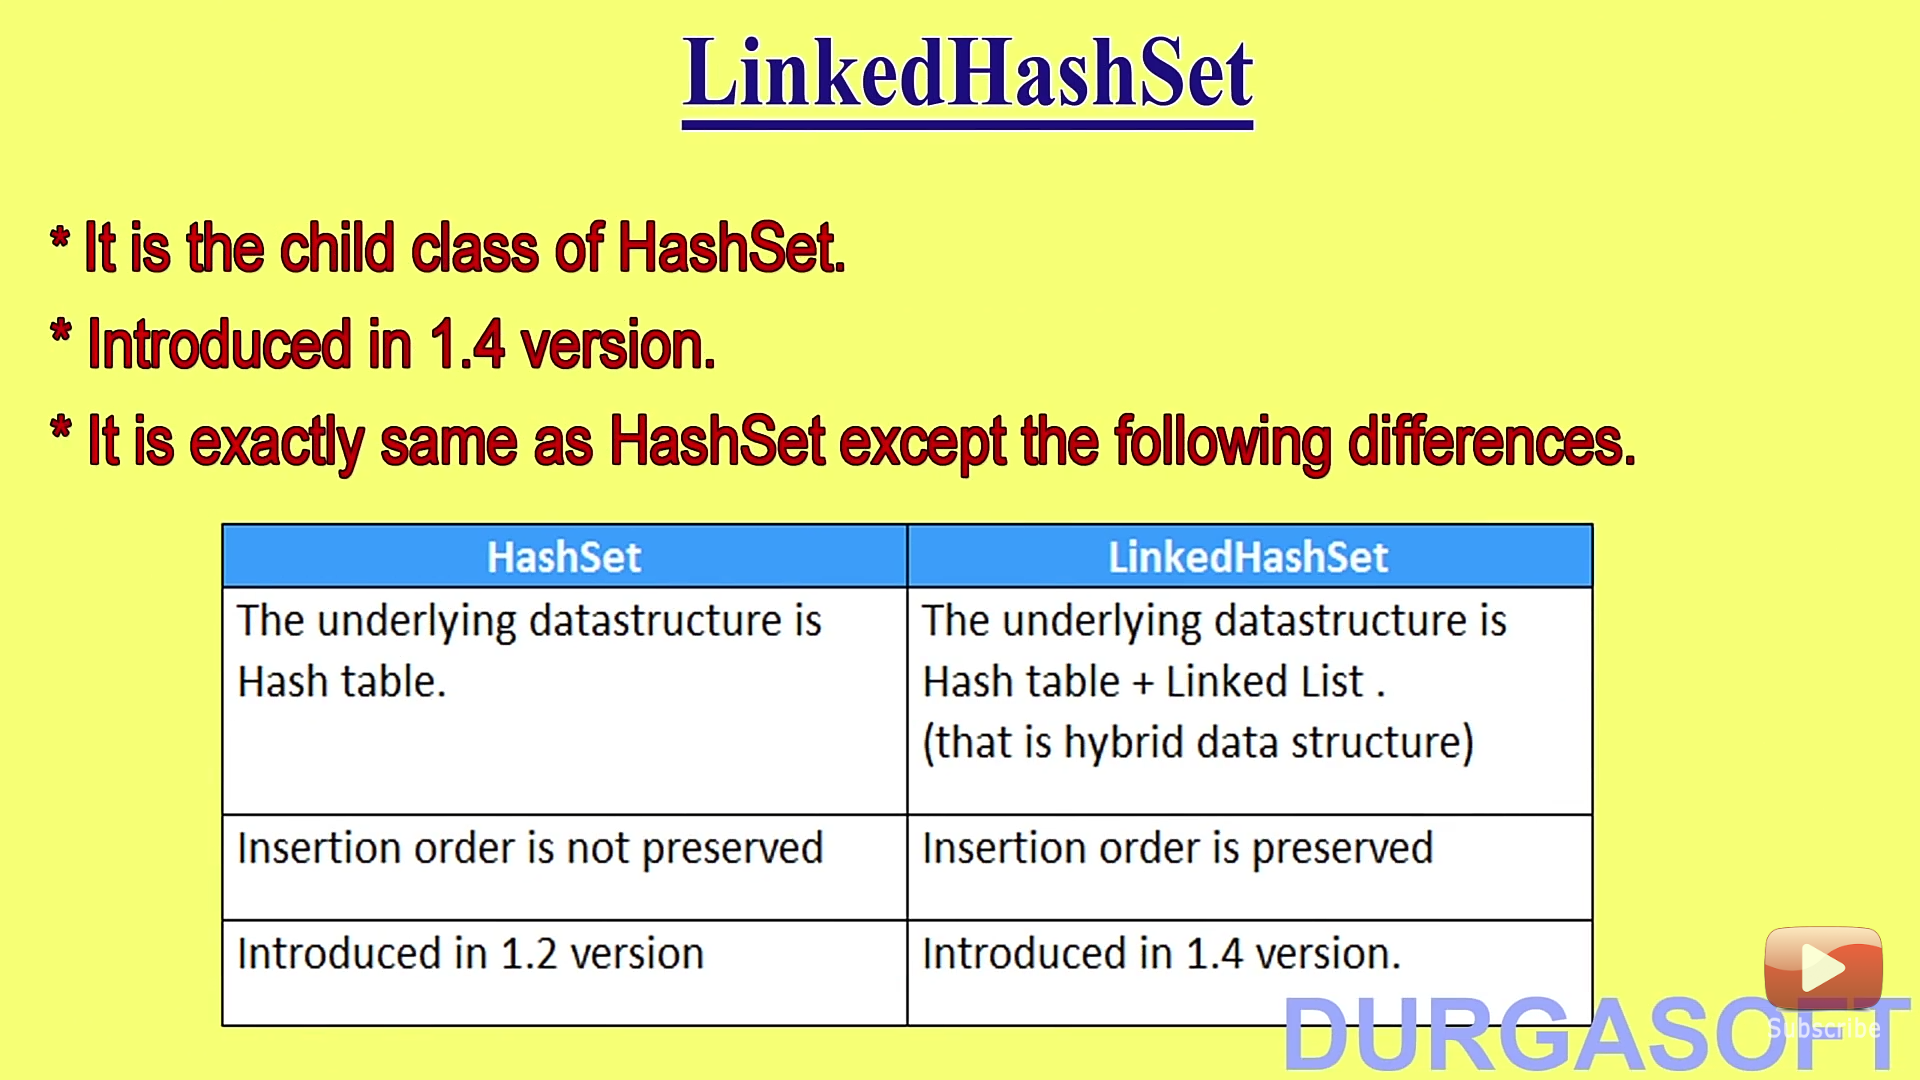 LinkedHashSet
* It is the child class of HashSet.
* Introduced in 1.4 version.
* It is exactly same as HashSet except the following differences.
HashSet
LinkedHashSet
The underlying datastructure is
Hash table.
The underlying datastructure is
Hash table + Linked List .
(that is hybrid data structure)
Insertion order is not preserved
Insertion order is preserved
Introduced in 1.2 version
Introduced in 1.4 version.
DURGASOFT
Subscribe